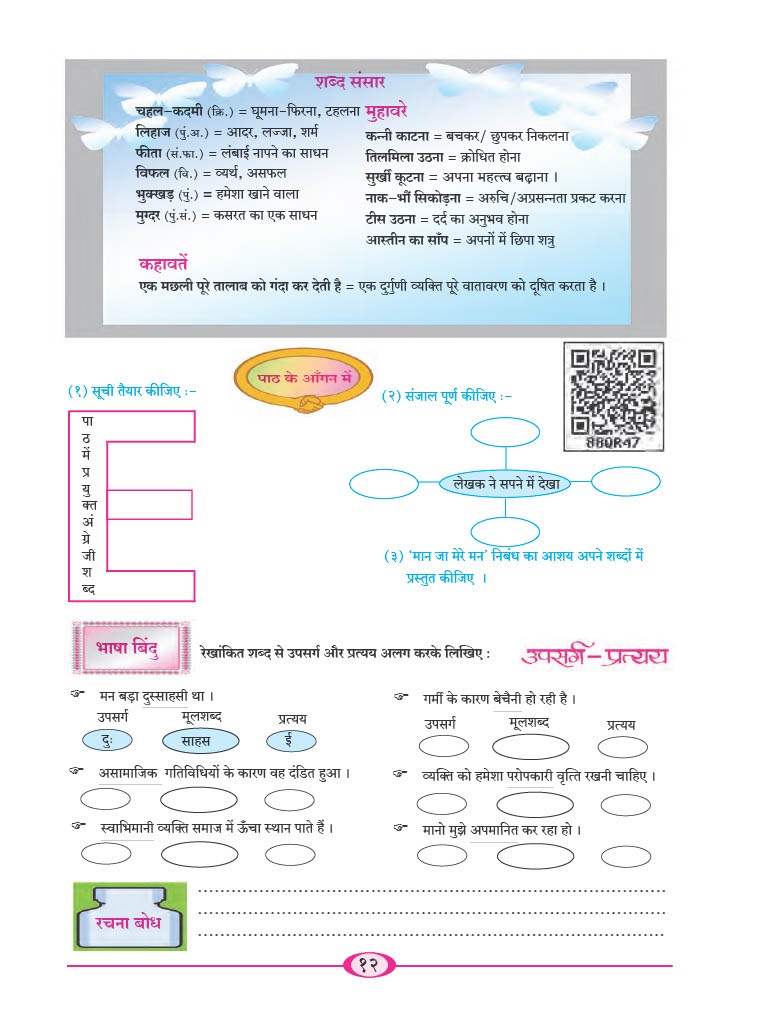 शब्द संसार
चहल-कदमी (क्रि.) = घूमना-फिरना, टहलना
लिहाज (पुं.अ.) = आदर, लज्जा, शर्म
फीता (सं.फा.) = लंबाई नापने का साधन
विफल (वि.) = व्यर्थ, असफल
भुक्खड़ (पुं.) = हमेशा खाने वाला
मुग्दर (पुं.सं.) = कसरत का एक साधन
मुहावरे
कन्नी काटना = बचकर/ छुपकर निकलना
तिलमिला उठना = क्रोधित होना
सुर्खी कूटना = अपना महत्त्व बढ़ाना ।
नाक-भौं सिकोड़ना = अरुचि/अप्रसन्नता प्रकट करना
टीस उठना = दर्द का अनुभव होना
आस्तीन का साँप = अपनों में छिपा शत्रु
कहावतें
एक मछली पूरे तालाब को गंदा कर देती है = एक दुर्गुणी व्यक्ति पूरे वातावरण को दूषित करता है ।
पाठ के आँगन में
(१) सूची तैयार कीजिए :-
पा
ठ
में
प्र
यु
क्त
अं
ग्रे
जी
श
ब्द
(२) संजाल पूर्ण कीजिए :-
लेखक ने सपने में देखा
88QR47
(३) 'मान जा मेरे मन' निबंध का आशय अपने शब्दों में
प्रस्तुत कीजिए ।
भाषा बिंदु
रेखांकित शब्द से उपसर्ग और प्रत्यय अलग करके लिखिए :
उपसर्ग-प्रत्यय
मन बड़ा दुस्साहसी था ।
उपसर्ग मूलशब्द प्रत्यय
दुः साहस ई
असामाजिक गतिविधियों के कारण वह दंडित हुआ ।
स्वाभिमानी व्यक्ति समाज में ऊँचा स्थान पाते हैं ।
गर्मी के कारण बेचैनी हो रही है ।
उपसर्ग मूलशब्द प्रत्यय
व्यक्ति को हमेशा परोपकारी वृत्ति रखनी चाहिए ।
मानो मुझे अपमानित कर रहा हो ।
रचना बोध
१२